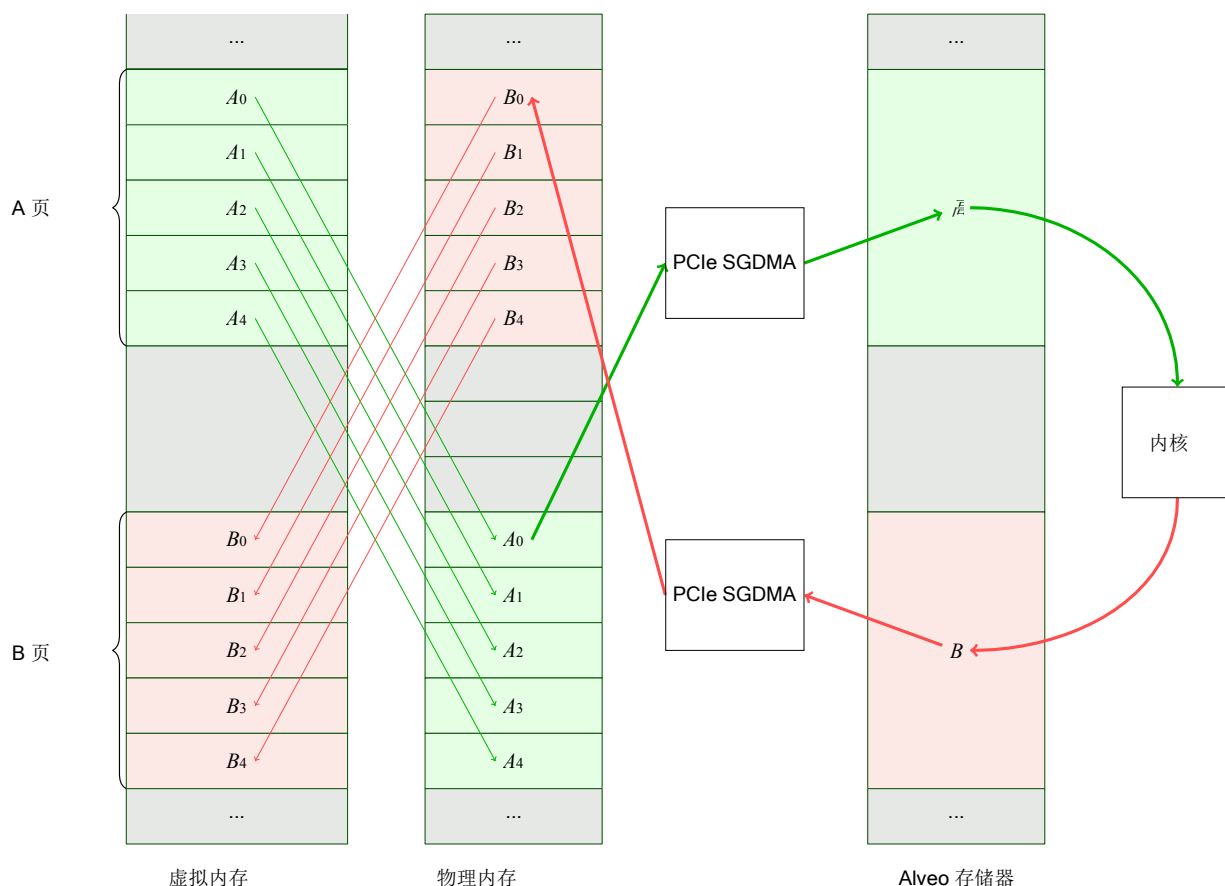 ...
...
...
A0
B0
A1
B1
A 页
A2
B2
PCIe SGDMA
A3
B3
A4
B4
内核
B0
A0
PCIe SGDMA
B1
A1
B 页
B2
A2
B
B3
A3
B4
A4
...
...
虚拟内存
物理内存
Alveo 存储器